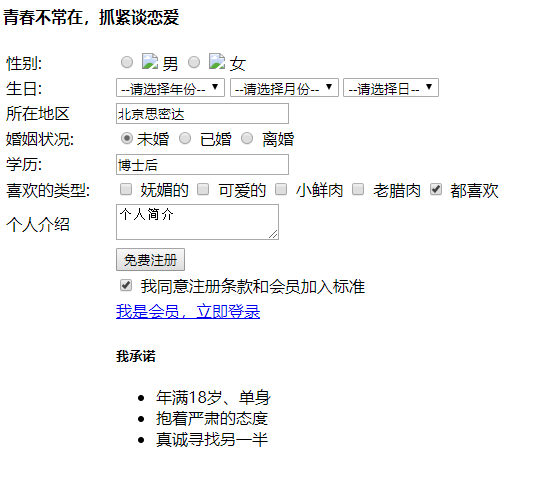 青春不常在，抓紧谈恋爱
性别: 男 女
生日: --请选择年份-- --请选择月份-- --请选择日--
所在地区 北京思密达
婚姻状况: 未婚 已婚 离婚
学历: 博士后
喜欢的类型: 妩媚的 可爱的 小鲜肉 老腊肉 都喜欢
个人介绍 个人简介
免费注册
我同意注册条款和会员加入标准
我是会员，立即登录
我承诺
年满18岁、单身
抱着严肃的态度
真诚寻找另一半